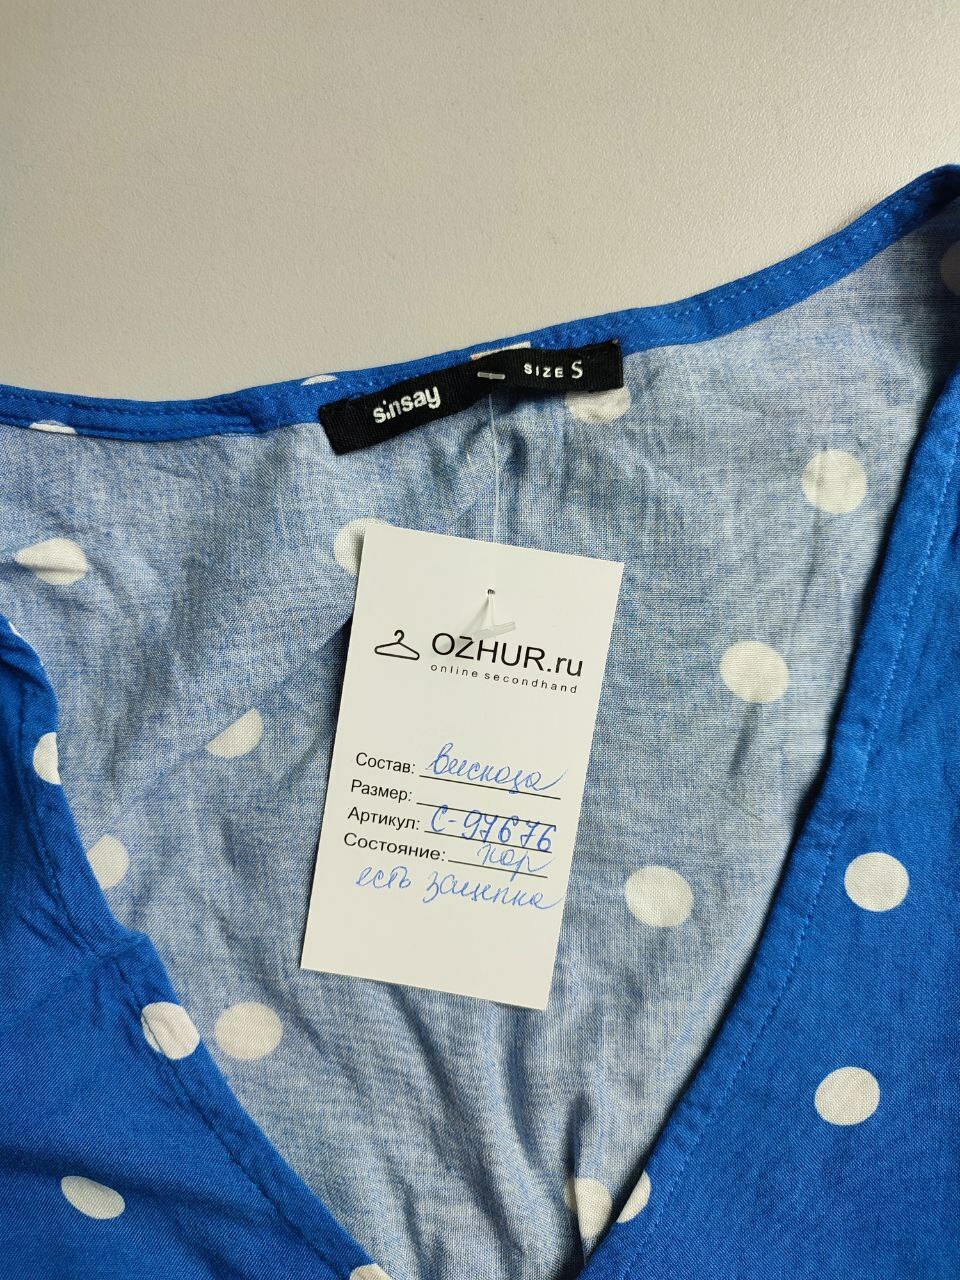 sinsay SIZE S
OZHUR.ru
online secondhand
Состав: Вискоза
Размер:
Артикул: С-97676
Состояние: хор
есть зацепка